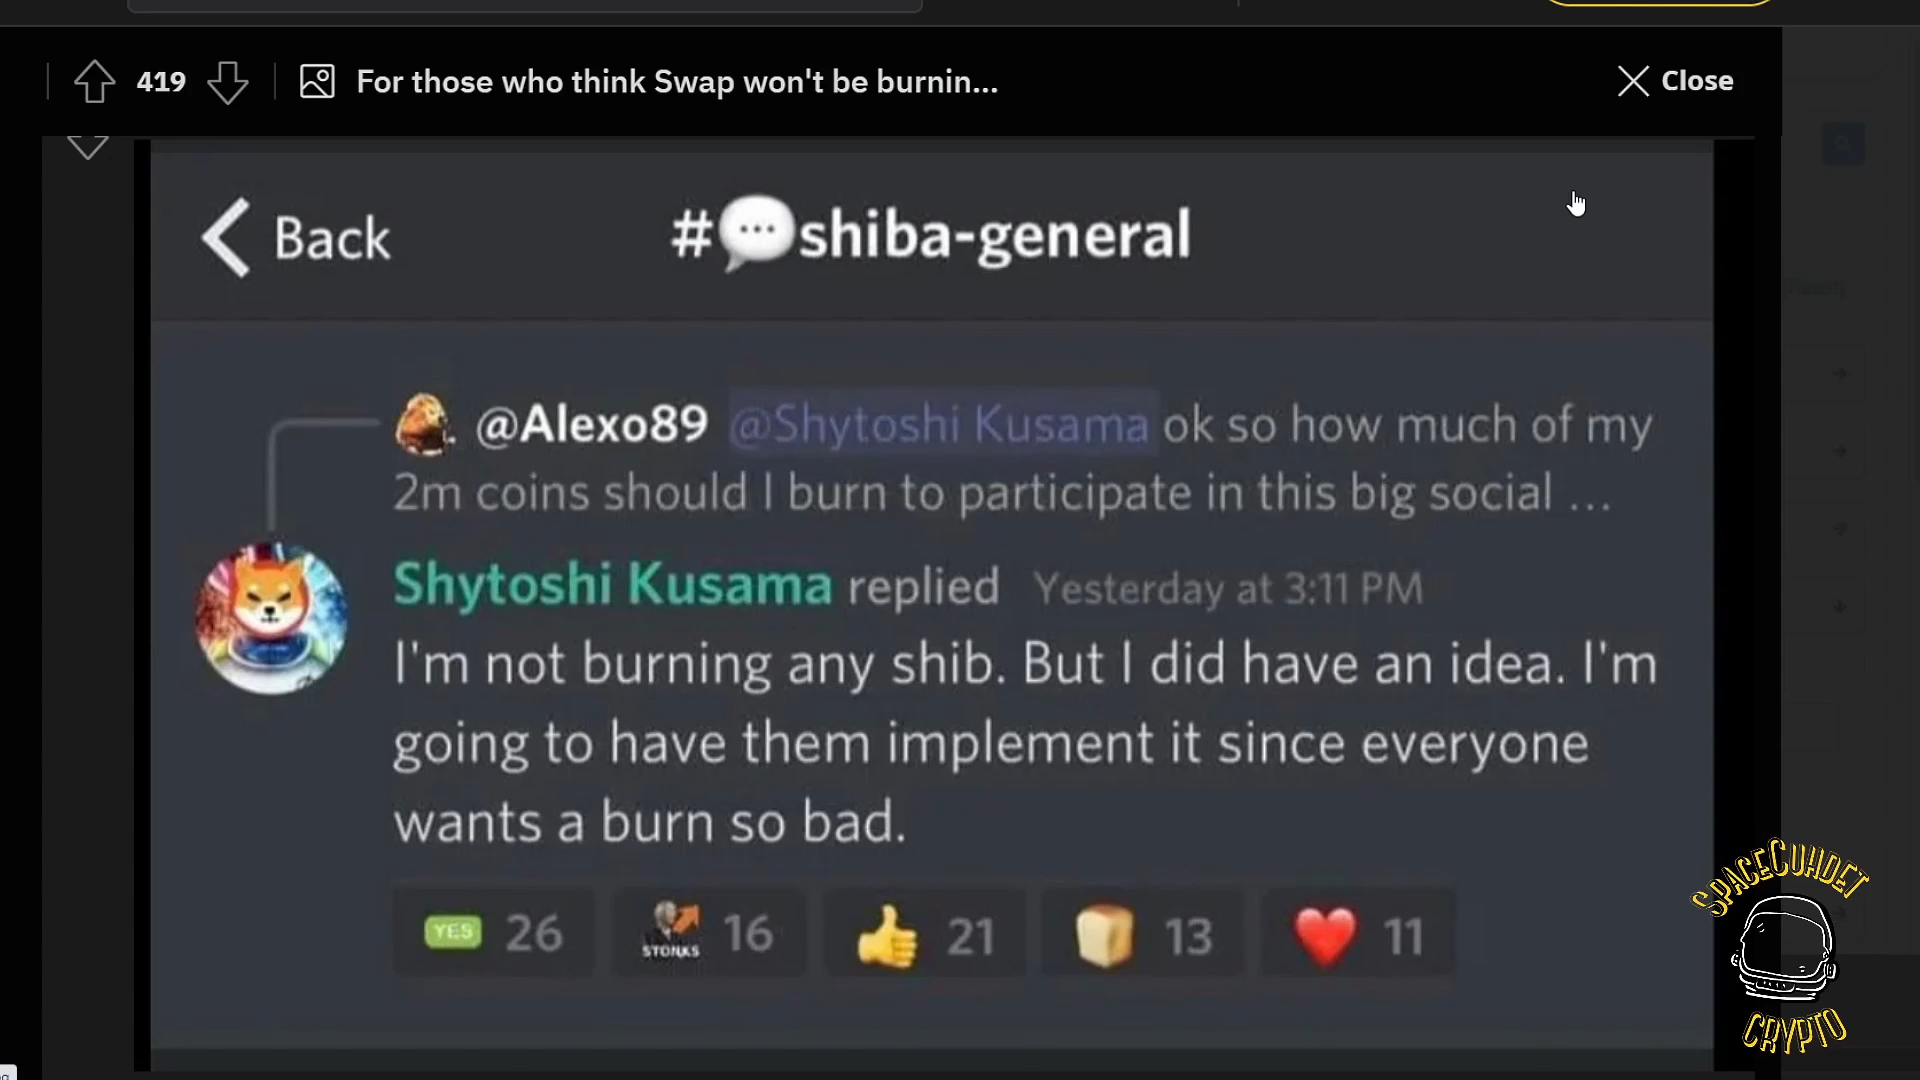 419 For those who think Swap won't be burnin... Close
Back #💬shiba-general
@Alexo89 @Shytoshi Kusama ok so how much of my
2m coins should I burn to participate in this big social ...
Shytoshi Kusama replied Yesterday at 3:11 PM
I'm not burning any shib. But I did have an idea. I'm
going to have them implement it since everyone
wants a burn so bad.
YES 26 STONKS 16 21 13 11
SPACECUHDET
CRYPTO